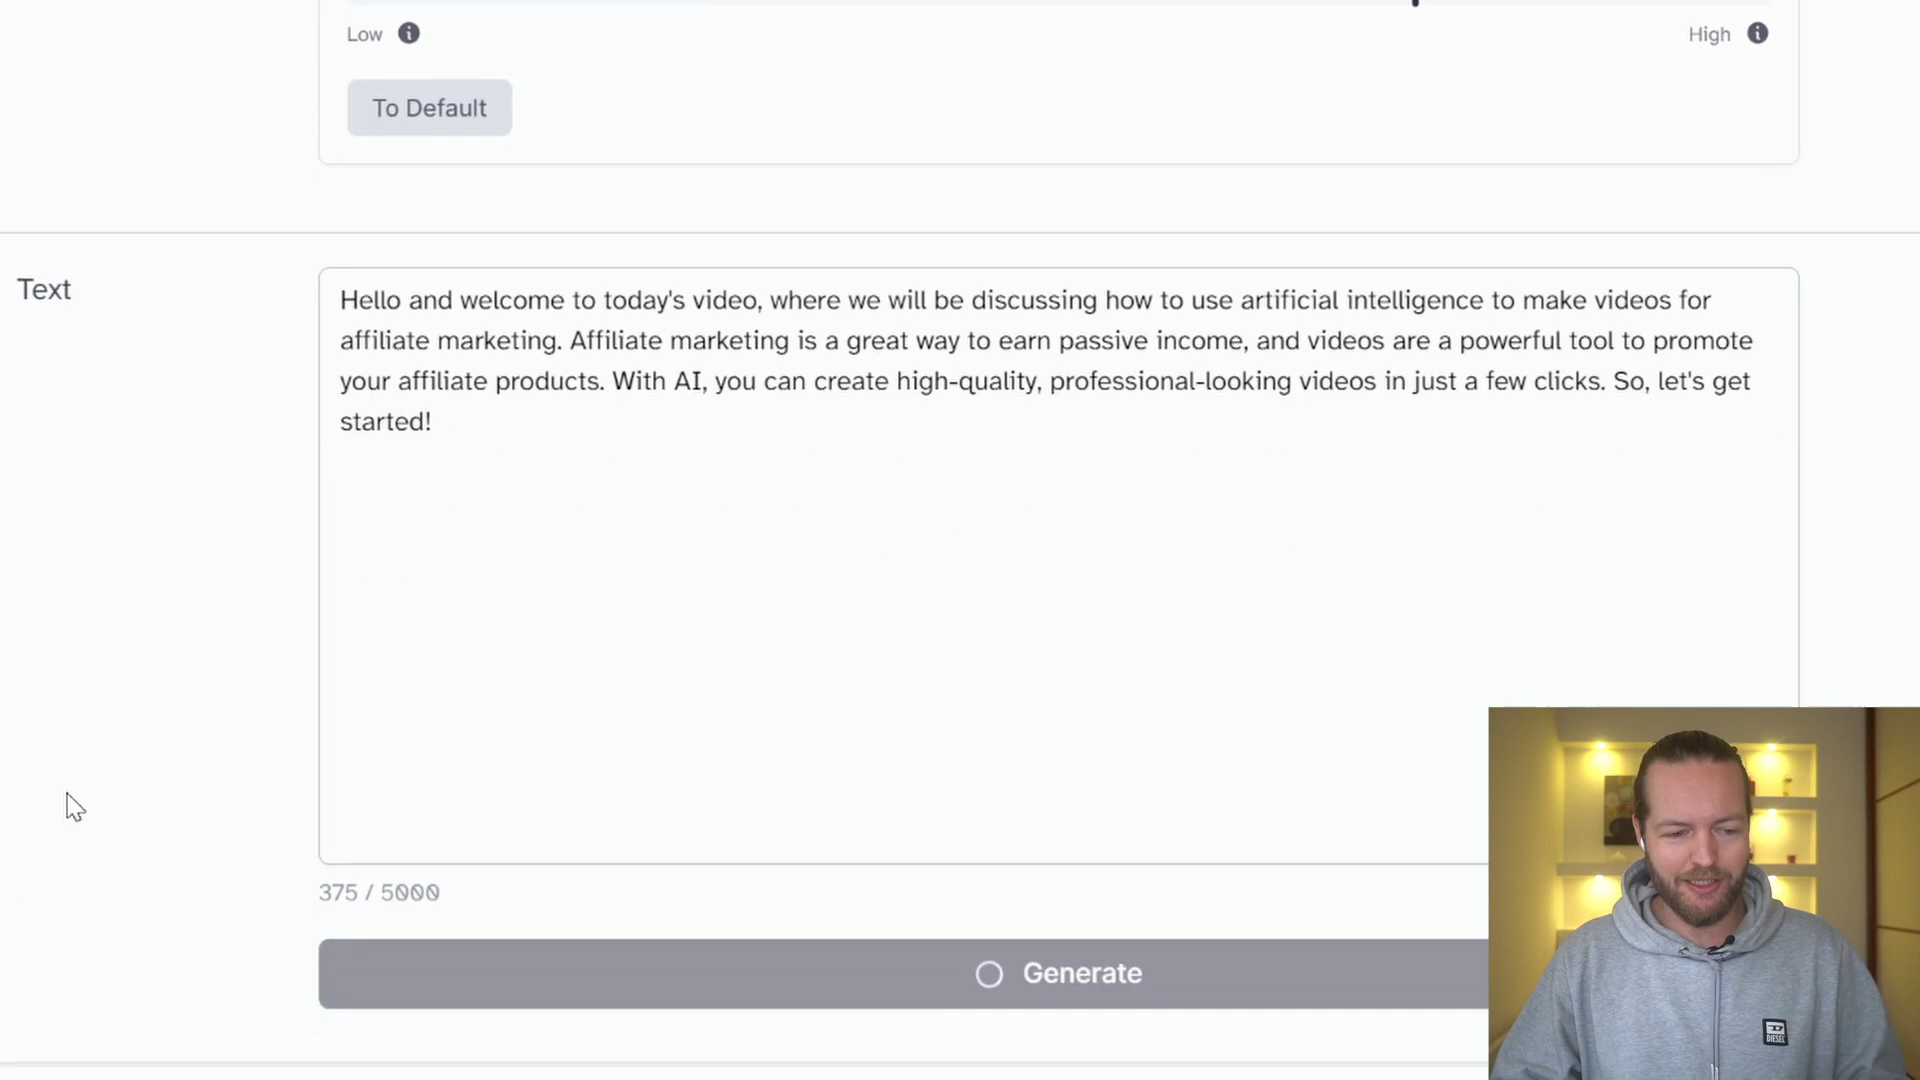 Low
High
To Default
Text
Hello and welcome to today's video, where we will be discussing how to use artificial intelligence to make videos for
affiliate marketing. Affiliate marketing is a great way to earn passive income, and videos are a powerful tool to promote
your affiliate products. With AI, you can create high-quality, professional-looking videos in just a few clicks. So, let's get
started!
375 / 5000
Generate
DIESEL